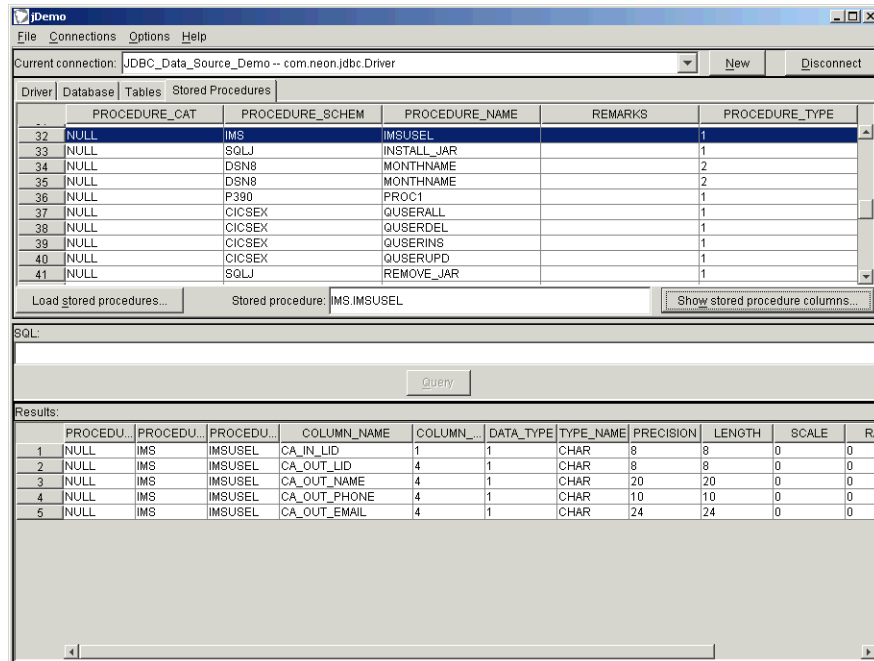 jDemo
File Connections Options Help
Current connection: JDBC_Data_Source_Demo -- com.neon.jdbc.Driver New Disconnect
Driver Database Tables Stored Procedures
PROCEDURE_CAT PROCEDURE_SCHEM PROCEDURE_NAME REMARKS PROCEDURE_TYPE
32 NULL IMS IMSUSEL 1
33 NULL SQLJ INSTALL_JAR 1
34 NULL DSN8 MONTHNAME 2
35 NULL DSN8 MONTHNAME 2
36 NULL P390 PROC1 1
37 NULL CICSEX QUSERALL 1
38 NULL CICSEX QUSERDEL 1
39 NULL CICSEX QUSERINS 1
40 NULL CICSEX QUSERUPD 1
41 NULL SQLJ REMOVE_JAR 1
Load stored procedures... Stored procedure: IMS.IMSUSEL Show stored procedure columns...
SQL:
Query
Results:
PROCEDU... PROCEDU... PROCEDU... COLUMN_NAME COLUMN_... DATA_TYPE TYPE_NAME PRECISION LENGTH SCALE
1 NULL IMS IMSUSEL CA_IN_LID 1 1 CHAR 8 8 0 0
2 NULL IMS IMSUSEL CA_OUT_LID 4 1 CHAR 8 8 0 0
3 NULL IMS IMSUSEL CA_OUT_NAME 4 1 CHAR 20 20 0 0
4 NULL IMS IMSUSEL CA_OUT_PHONE 4 1 CHAR 10 10 0 0
5 NULL IMS IMSUSEL CA_OUT_EMAIL 4 1 CHAR 24 24 0 0